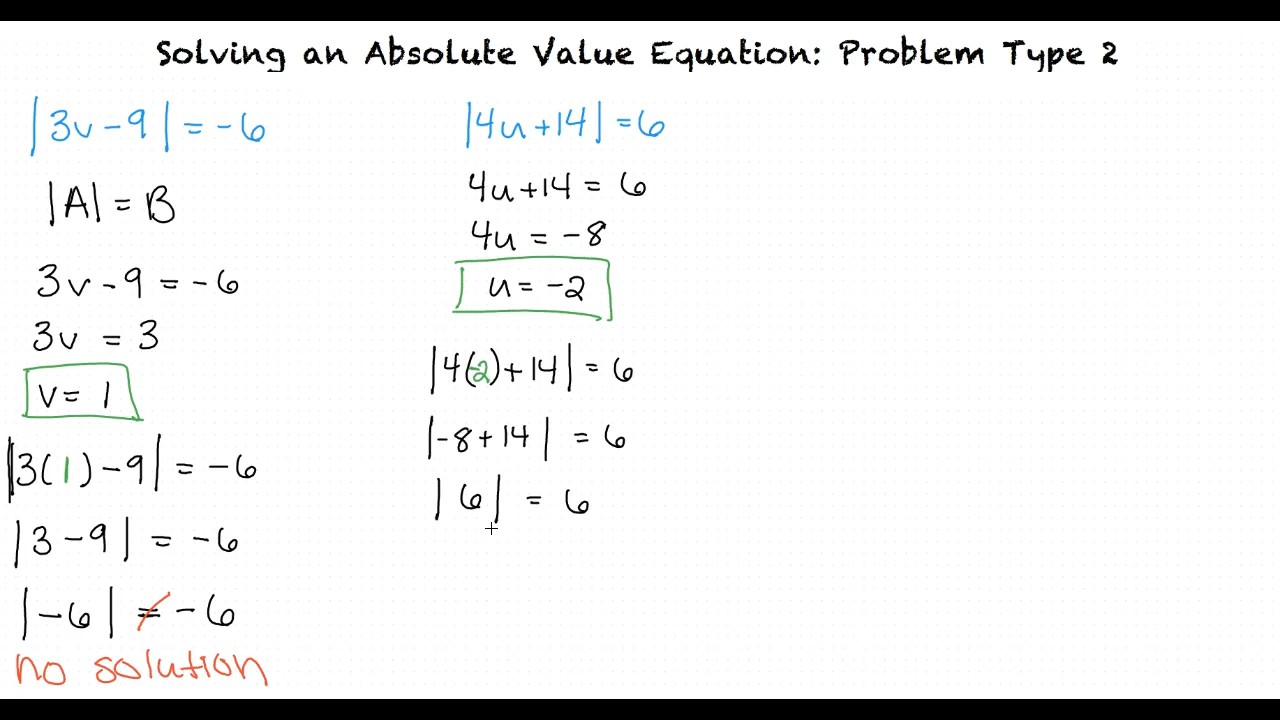 Solving an Absolute Value Equation: Problem Type 2
|3v-9| = -6
|A| = B
3v-9 = -6
3v = 3
v = 1
|3(1)-9| = -6
|3-9| = -6
|-6| ≠ -6
no solution
|4u+14| = 6
4u+14 = 6
4u = -8
u = -2
|4(-2)+14| = 6
|-8+14| = 6
|6| = 6